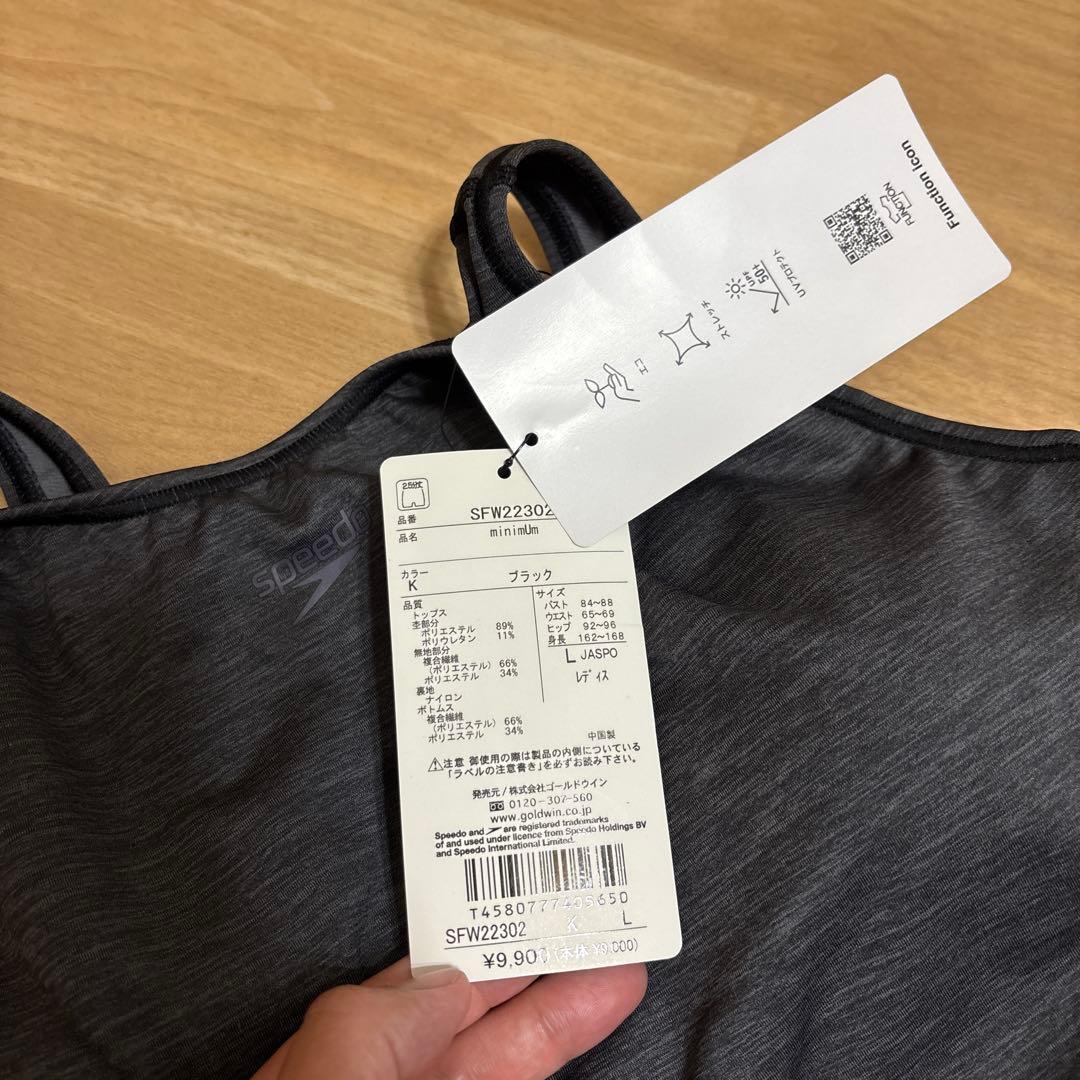 Function Icon
FUNCTION
UPF
50+
UVプロテクト
ストレッチ
エコ
speedo
2.5分丈
品番 SFW22302
品名 minimUm
カラー
K ブラック
品質
トップス
杢部分
ポリエステル 89%
ポリウレタン 11%
無地部分
複合繊維
(ポリエステル) 66%
ポリエステル 34%
裏地
ナイロン
ボトムス
複合繊維
(ポリエステル) 66%
ポリエステル 34%
サイズ
バスト 84~88
ウエスト 65~69
ヒップ 92~96
身長 162~168
L JASPO
レディス
中国製
注意 御使用の際は製品の内側についている
「ラベルの注意書き」を必ずお読み下さい。
発売元/株式会社ゴールドウイン
0120-307-560
www.goldwin.co.jp
Speedo and are registered trademarks
of and used under licence from Speedo Holdings BV
and Speedo International Limited.
T4580777405650
SFW22302 K L
¥9,900(本体 ¥9,000)